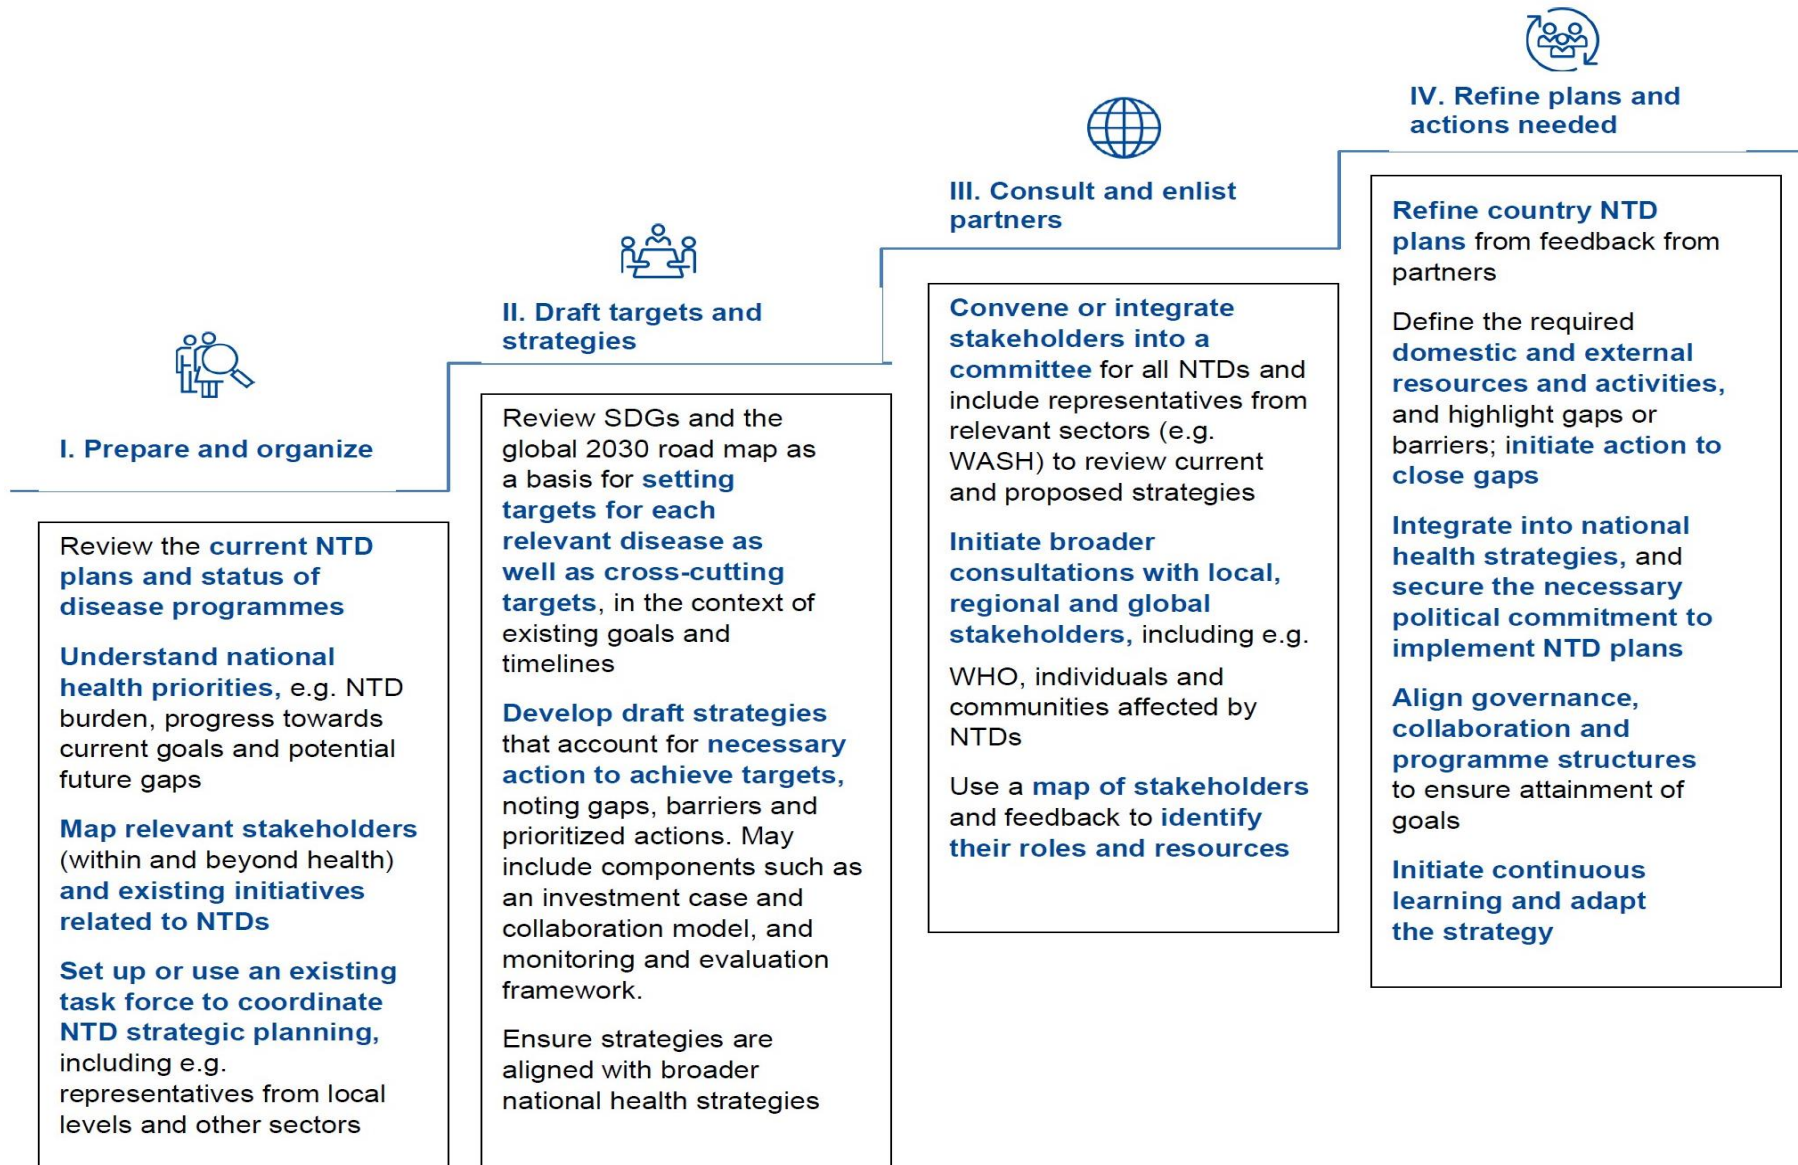 I. Prepare and organize
Review the current NTD
plans and status of
disease programmes
Understand national
health priorities, e.g. NTD
burden, progress towards
current goals and potential
future gaps
Map relevant stakeholders
(within and beyond health)
and existing initiatives
related to NTDs
Set up or use an existing
task force to coordinate
NTD strategic planning,
including e.g.
representatives from local
levels and other sectors
II. Draft targets and
strategies
Review SDGs and the
global 2030 road map as
a basis for setting
targets for each
relevant disease as
well as cross-cutting
targets, in the context of
existing goals and
timelines
Develop draft strategies
that account for necessary
action to achieve targets,
noting gaps, barriers and
prioritized actions. May
include components such as
an investment case and
collaboration model, and
monitoring and evaluation
framework.
Ensure strategies are
aligned with broader
national health strategies
III. Consult and enlist
partners
Convene or integrate
stakeholders into a
committee for all NTDs and
include representatives from
relevant sectors (e.g.
WASH) to review current
and proposed strategies
Initiate broader
consultations with local,
regional and global
stakeholders, including e.g.
WHO, individuals and
communities affected by
NTDs
Use a map of stakeholders
and feedback to identify
their roles and resources
IV. Refine plans and
actions needed
Refine country NTD
plans from feedback from
partners
Define the required
domestic and external
resources and activities,
and highlight gaps or
barriers; initiate action to
close gaps
Integrate into national
health strategies, and
secure the necessary
political commitment to
implement NTD plans
Align governance,
collaboration and
programme structures
to ensure attainment of
goals
Initiate continuous
learning and adapt
the strategy